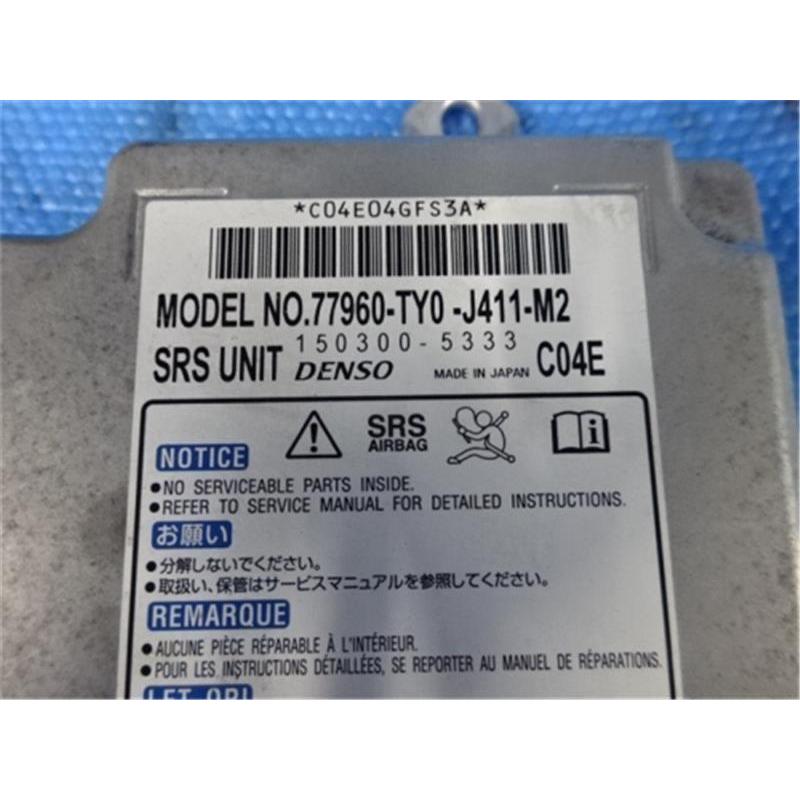 *C04E04GFS3A*
MODEL NO.77960-TY0 -J411-M2
150300-5333
SRS UNIT DENSO MADE IN JAPAN C04E
SRS
AIRBAG
NOTICE
●NO SERVICEABLE PARTS INSIDE.
●REFER TO SERVICE MANUAL FOR DETAILED INSTRUCTIONS.
お願い
●分解しないでください。
●取扱い、保管はサービスマニュアルを参照してください。
REMARQUE
●AUCUNE PIÈCE RÉPARABLE À L'INTÉRIEUR.
●POUR LES INSTRUCTIONS DÉTAILLÉES, SE REPORTER AU MANUEL DE RÉPARATIONS.
LET OP!